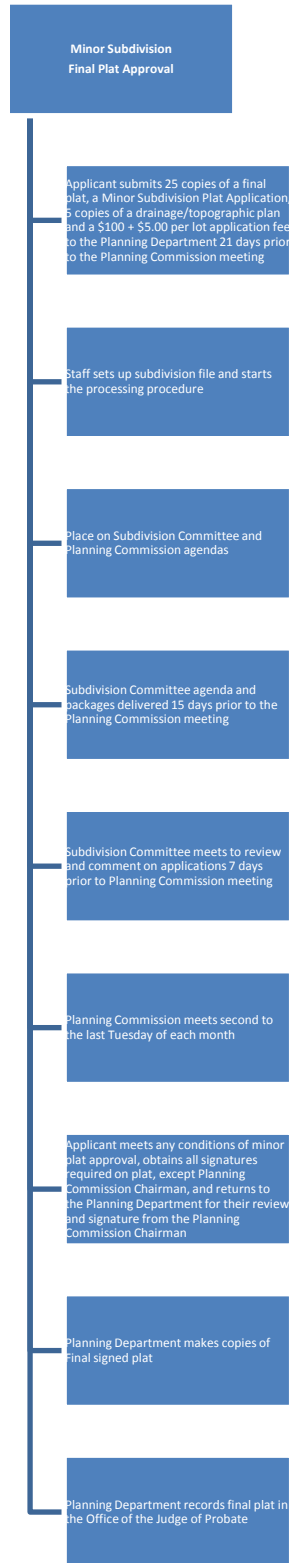 Minor Subdivision
Final Plat Approval
Applicant submits 25 copies of a final
plat, a Minor Subdivision Plat Application,
5 copies of a drainage/topographic plan
and a $100 + $5.00 per lot application fee
to the Planning Department 21 days prior
to the Planning Commission meeting
Staff sets up subdivision file and starts
the processing procedure
Place on Subdivision Committee and
Planning Commission agendas
Subdivision Committee agenda and
packages delivered 15 days prior to the
Planning Commission meeting
Subdivision Committee meets to review
and comment on applications 7 days
prior to Planning Commission meeting
Planning Commission meets second to
the last Tuesday of each month
Applicant meets any conditions of minor
plat approval, obtains all signatures
required on plat, except Planning
Commission Chairman, and returns to
the Planning Department for their review
and signature from the Planning
Commission Chairman
Planning Department makes copies of
Final signed plat
Planning Department records final plat in
the Office of the Judge of Probate